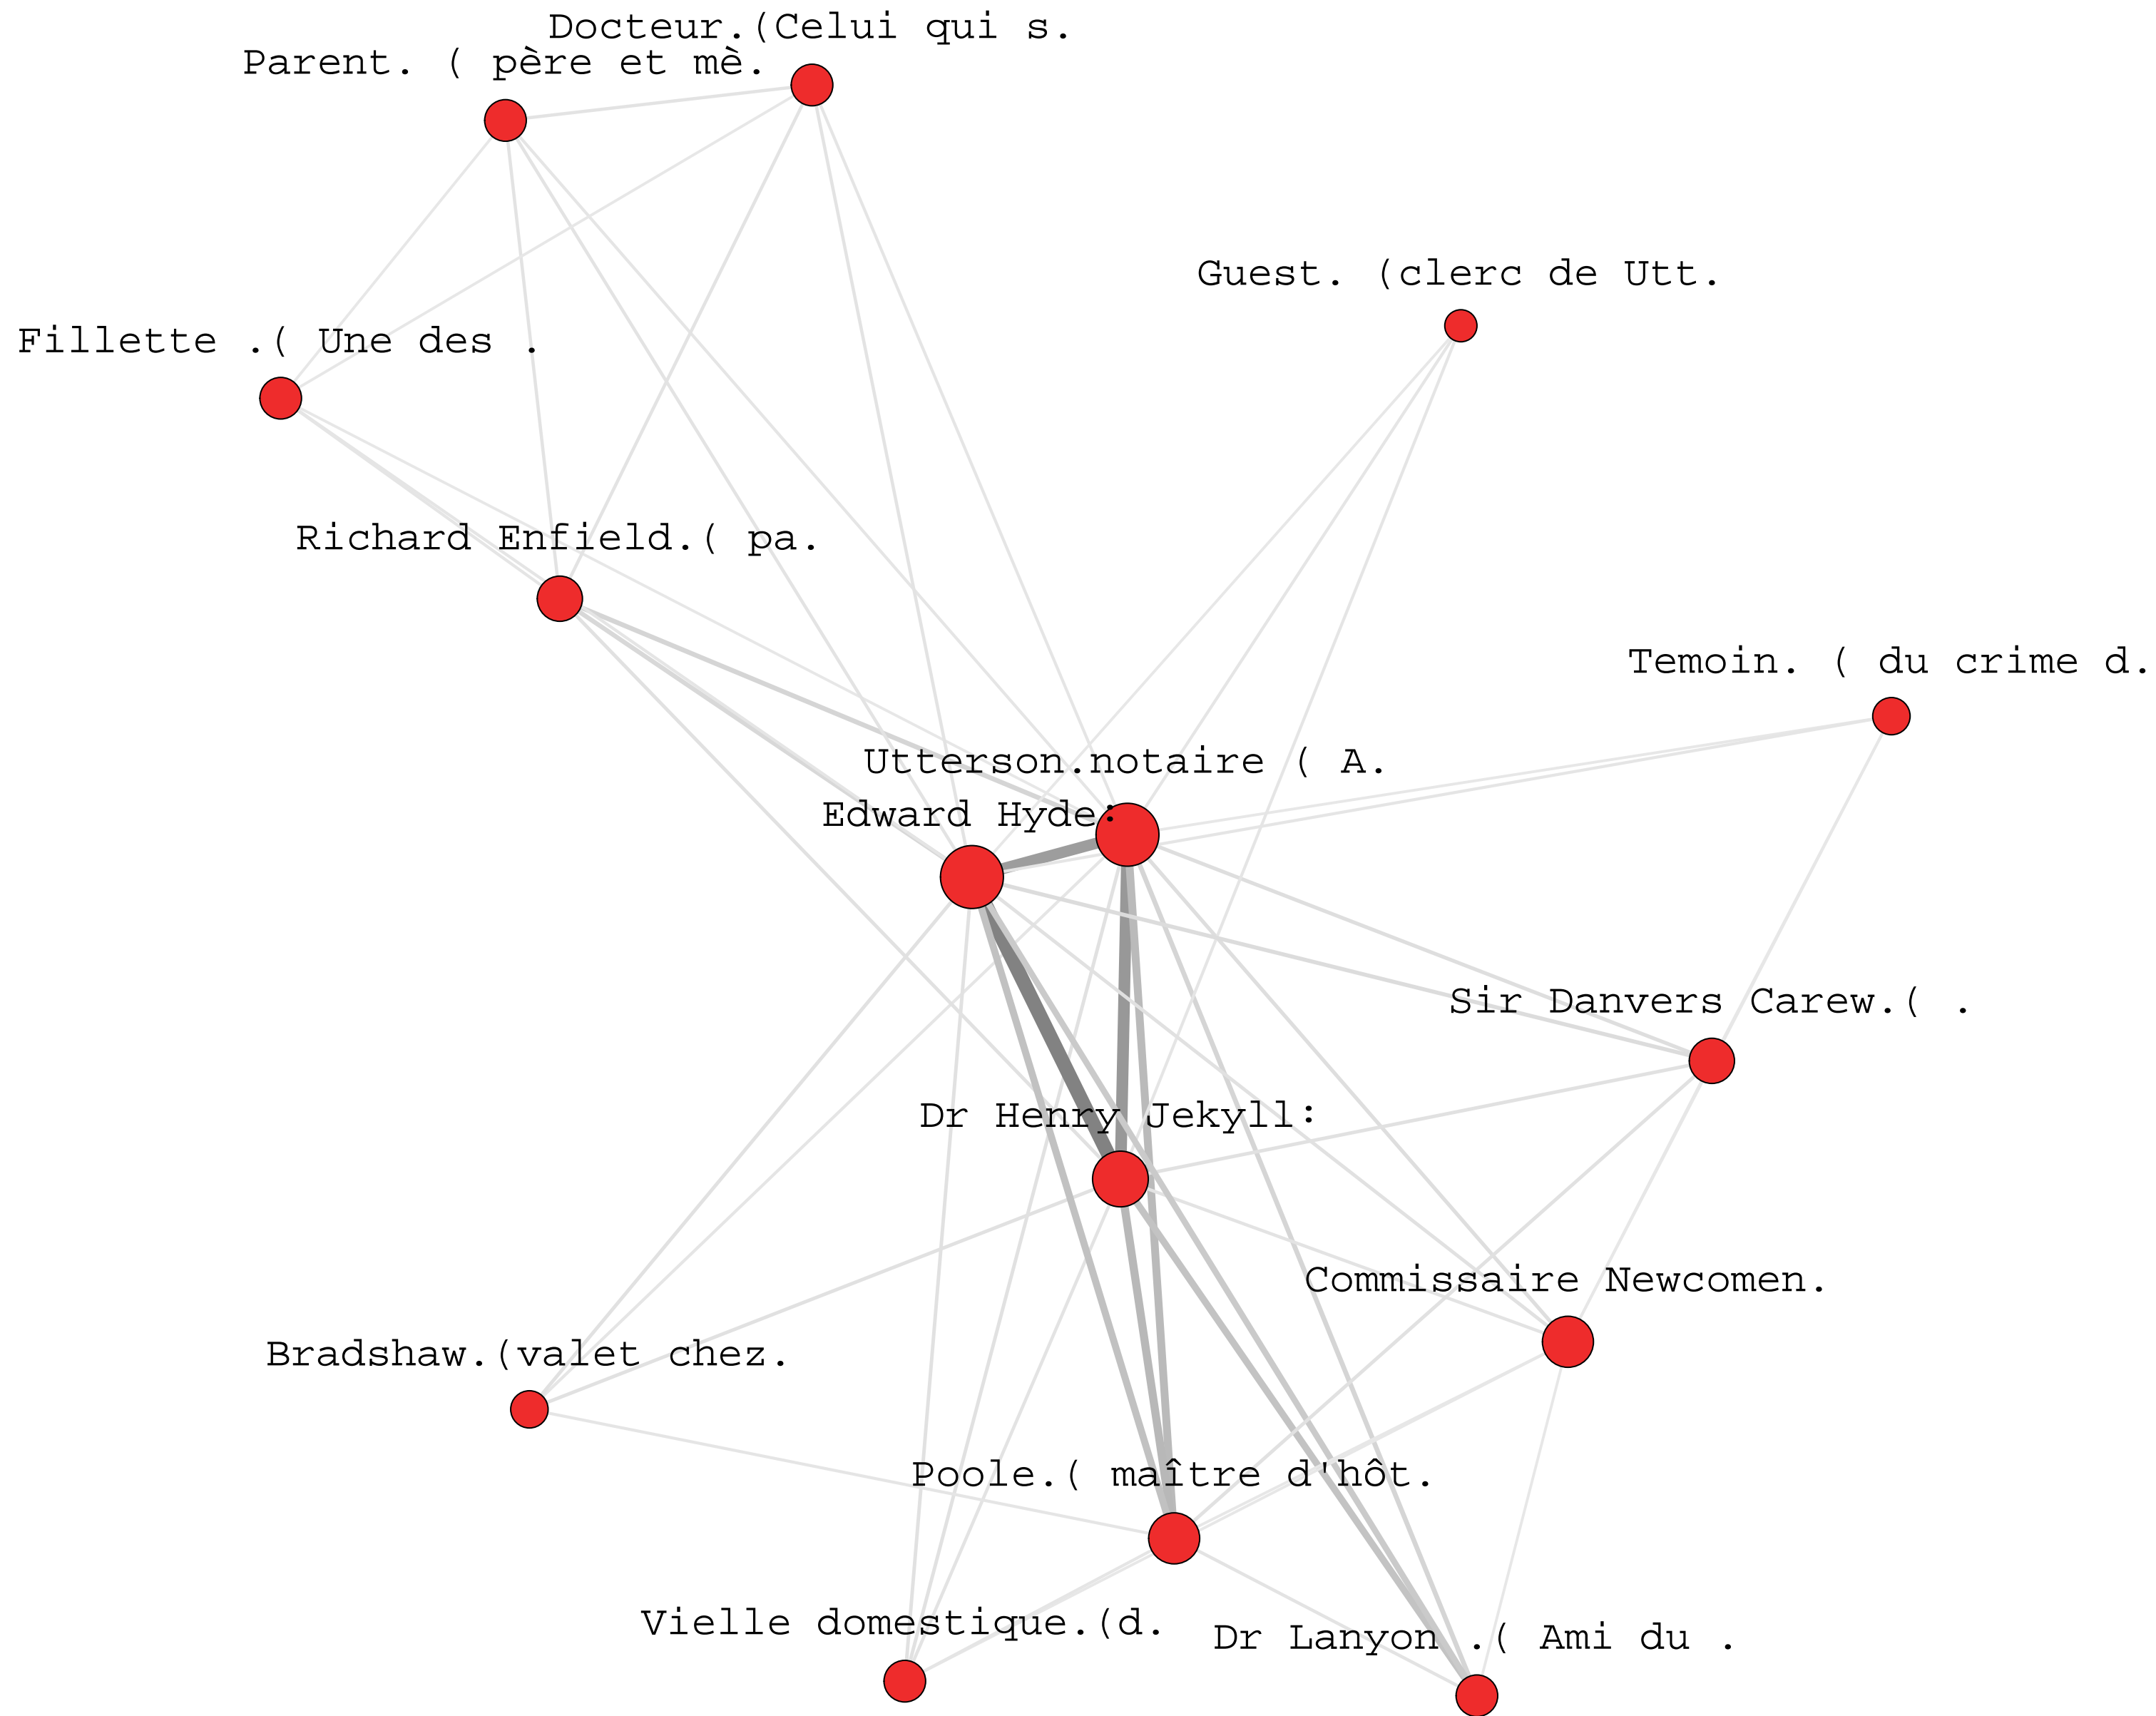 Docteur.(Celui qui s.
Parent. ( père et mè.
Guest. (clerc de Utt.
Fillette .( Une des .
Richard Enfield.( pa.
Temoin. ( du crime d.
Utterson.notaire ( A.
Edward Hyde:
Sir Danvers Carew.( .
Dr Henry Jekyll:
Commissaire Newcomen.
Bradshaw.(valet chez.
Poole.( maître d'hôt.
Vielle domestique.(d.
Dr Lanyon .( Ami du .